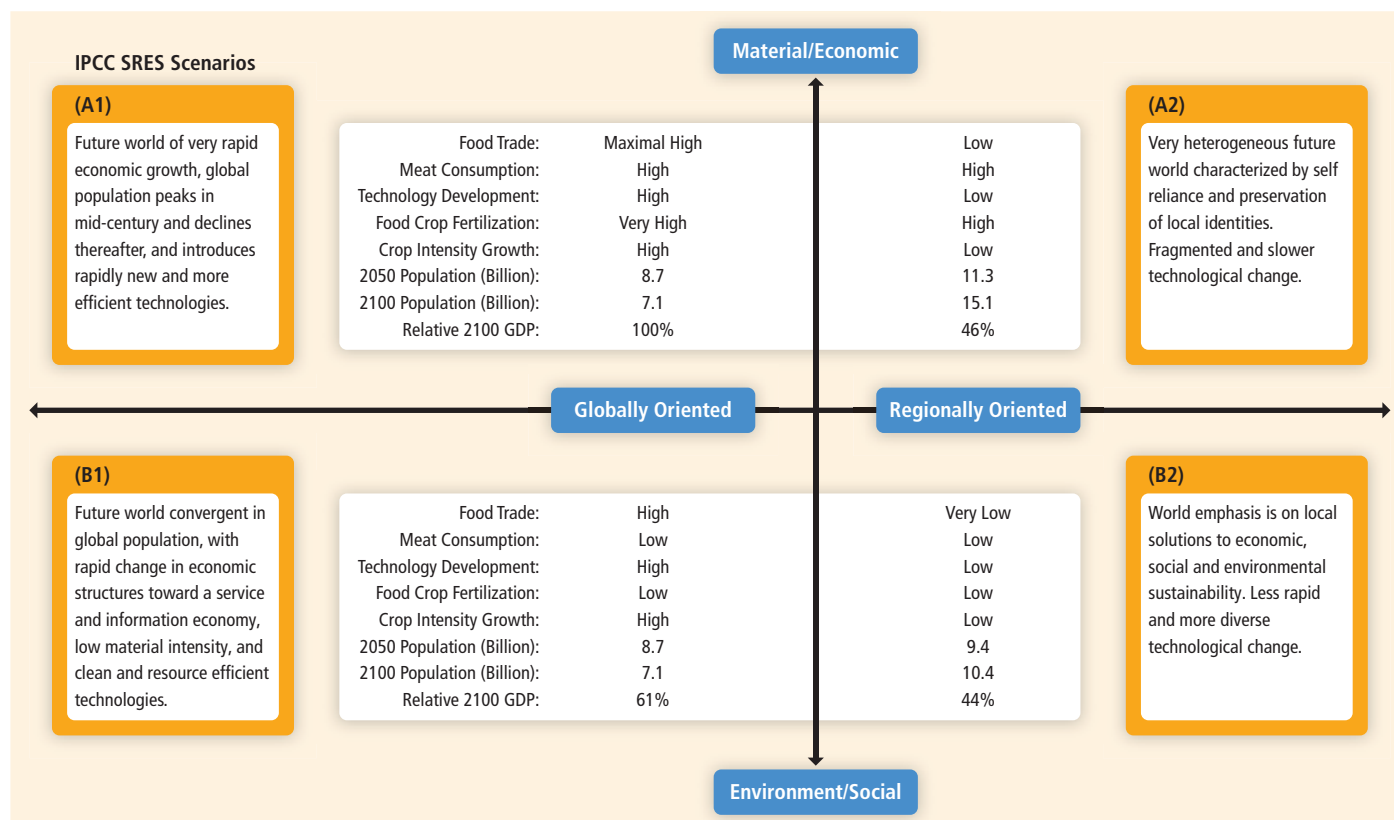 Material/Economic
IPCC SRES Scenarios
(A1)
Future world of very rapid
economic growth, global
population peaks in
mid-century and declines
thereafter, and introduces
rapidly new and more
efficient technologies.
Food Trade: Maximal High Low
Meat Consumption: High High
Technology Development: High Low
Food Crop Fertilization: Very High High
Crop Intensity Growth: High Low
2050 Population (Billion): 8.7 11.3
2100 Population (Billion): 7.1 15.1
Relative 2100 GDP: 100% 46%
(A2)
Very heterogeneous future
world characterized by self
reliance and preservation
of local identities.
Fragmented and slower
technological change.
Globally Oriented
Regionally Oriented
(B1)
Future world convergent in
global population, with
rapid change in economic
structures toward a service
and information economy,
low material intensity, and
clean and resource efficient
technologies.
Food Trade: High Very Low
Meat Consumption: Low Low
Technology Development: High Low
Food Crop Fertilization: Low Low
Crop Intensity Growth: High Low
2050 Population (Billion): 8.7 9.4
2100 Population (Billion): 7.1 10.4
Relative 2100 GDP: 61% 44%
(B2)
World emphasis is on local
solutions to economic,
social and environmental
sustainability. Less rapid
and more diverse
technological change.
Environment/Social